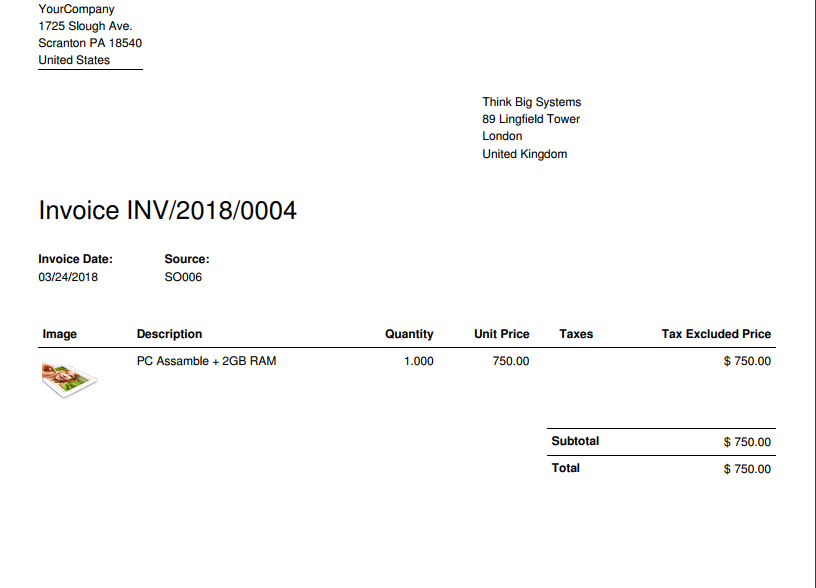 YourCompany
1725 Slough Ave.
Scranton PA 18540
United States
Think Big Systems
89 Lingfield Tower
London
United Kingdom
Invoice INV/2018/0004
Invoice Date: Source:
03/24/2018 SO006
Image Description Quantity Unit Price Taxes Tax Excluded Price
PC Assamble + 2GB RAM 1.000 750.00 $ 750.00
Subtotal $ 750.00
Total $ 750.00